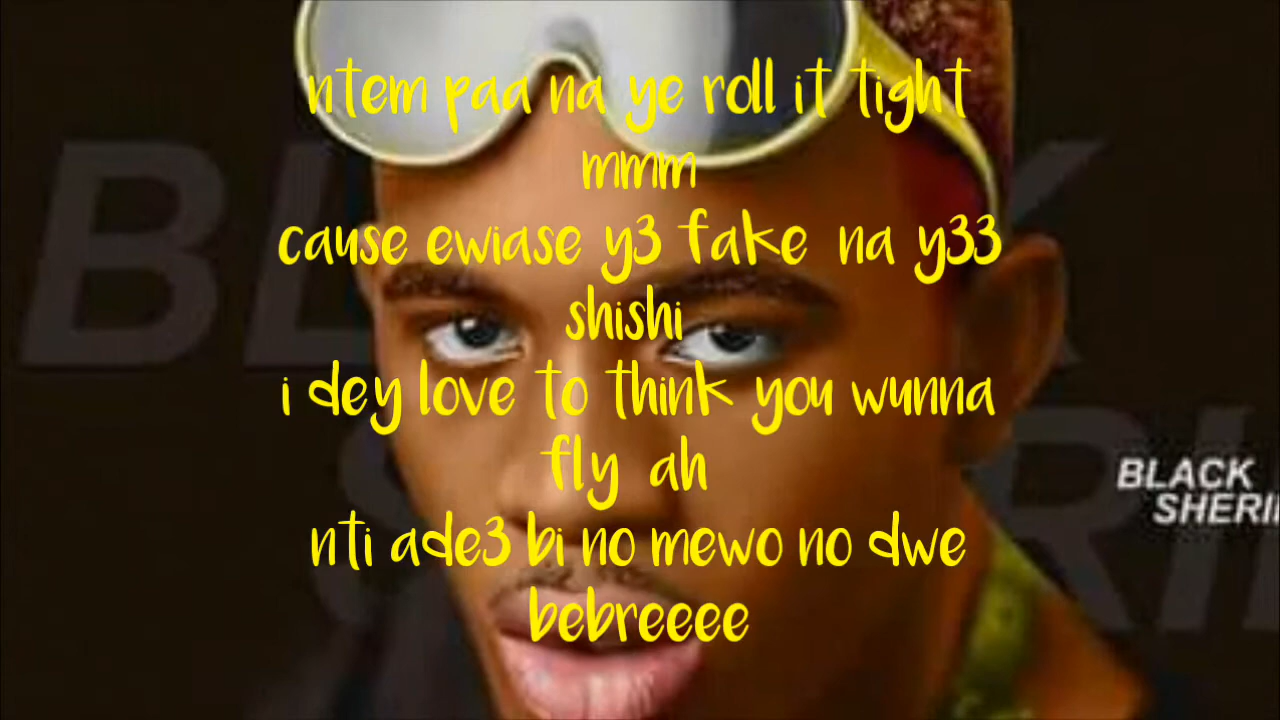 ntem paa na ye roll it tight
mmm
cause ewiase y3 fake na y33
shishi
i dey love to think you wunna
fly ah
nti ade3 bi no mewo no dwe
bebreeee
BLACK
SHERI